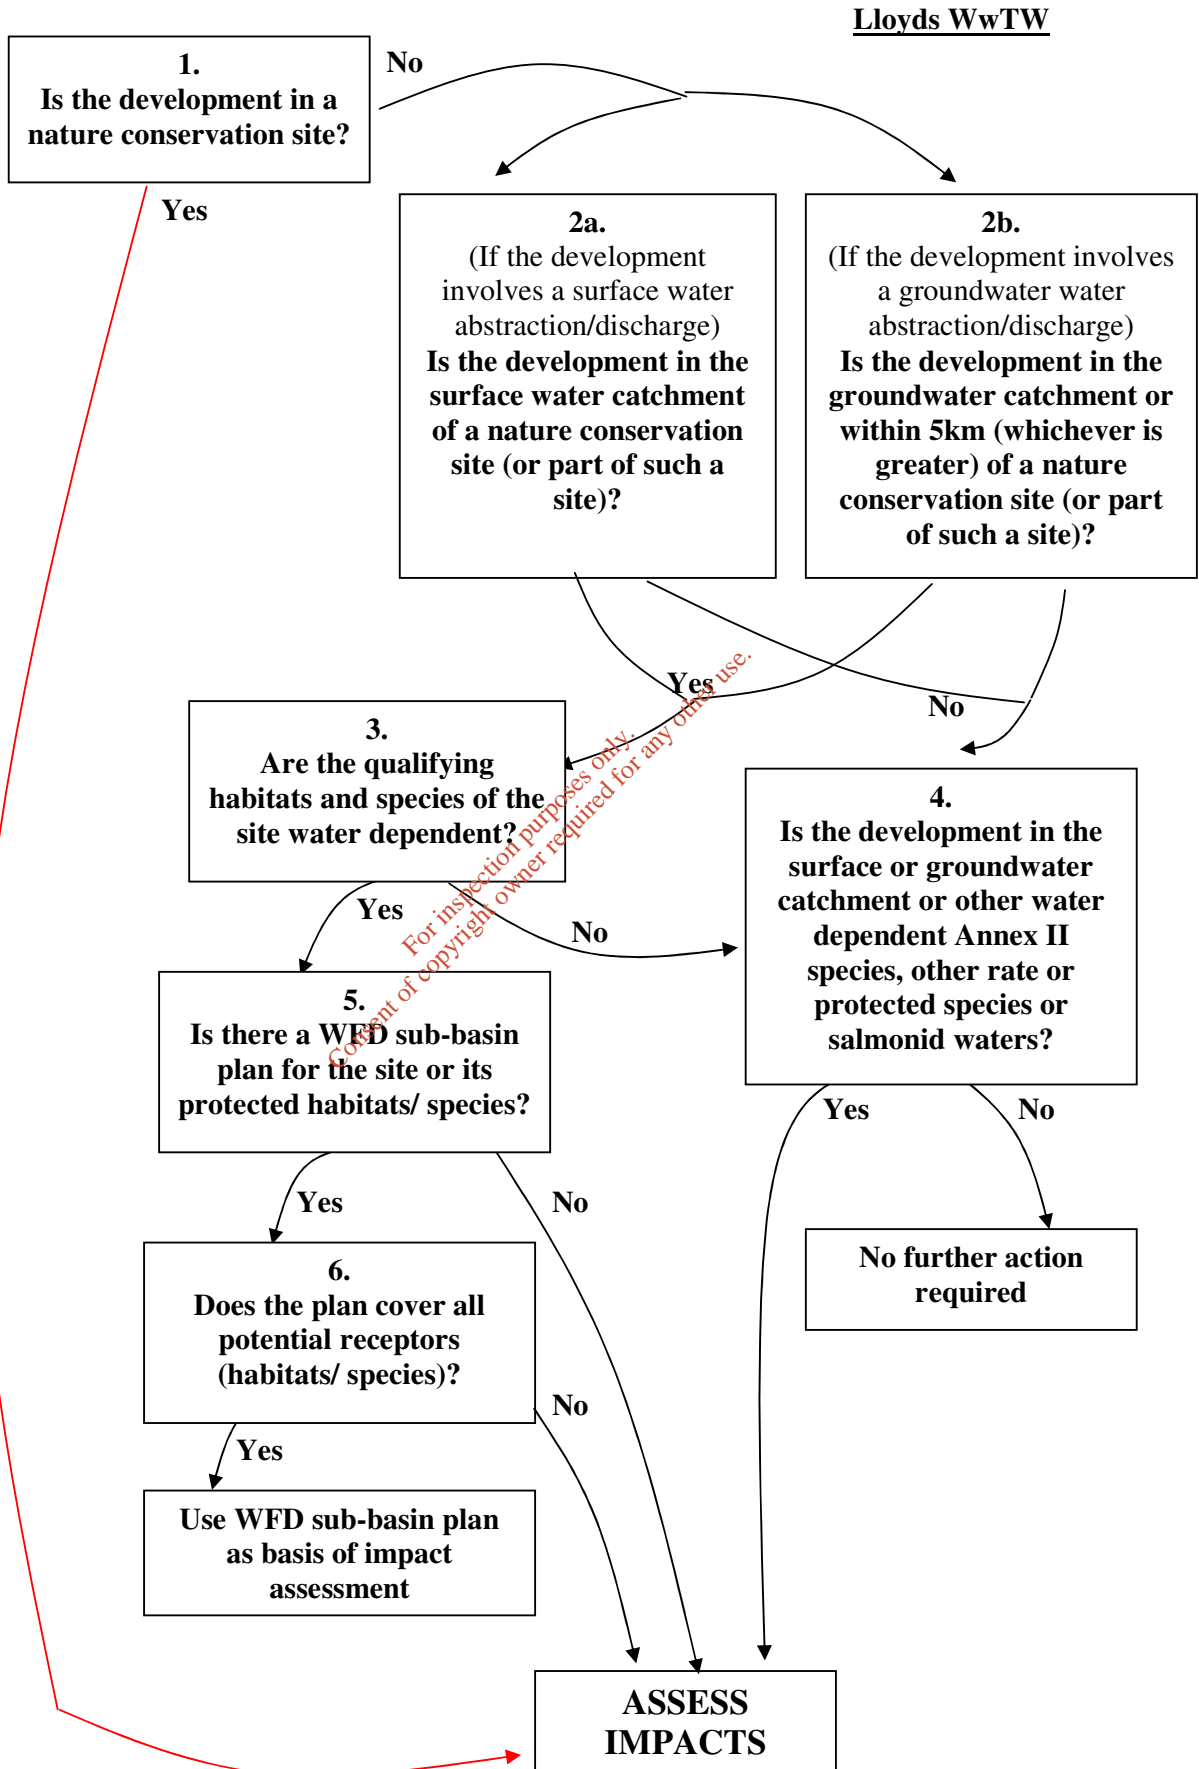 Lloyds WwTW
1.
Is the development in a
nature conservation site?
No
Yes
2a.
(If the development
involves a surface water
abstraction/discharge)
Is the development in the
surface water catchment
of a nature conservation
site (or part of such a
site)?
2b.
(If the development involves
a groundwater water
abstraction/discharge)
Is the development in the
groundwater catchment or
within 5km (whichever is
greater) of a nature
conservation site (or part
of such a site)?
Yes
No
3.
Are the qualifying
habitats and species of the
site water dependent?
4.
Is the development in the
surface or groundwater
catchment or other water
dependent Annex II
species, other rate or
protected species or
salmonid waters?
Yes
No
For inspection purposes only.
Consent of copyright owner required for any other use.
5.
Is there a WFD sub-basin
plan for the site or its
protected habitats/ species?
Yes
No
Yes
No
6.
Does the plan cover all
potential receptors
(habitats/ species)?
No further action
required
Yes
No
Use WFD sub-basin plan
as basis of impact
assessment
ASSESS
IMPACTS